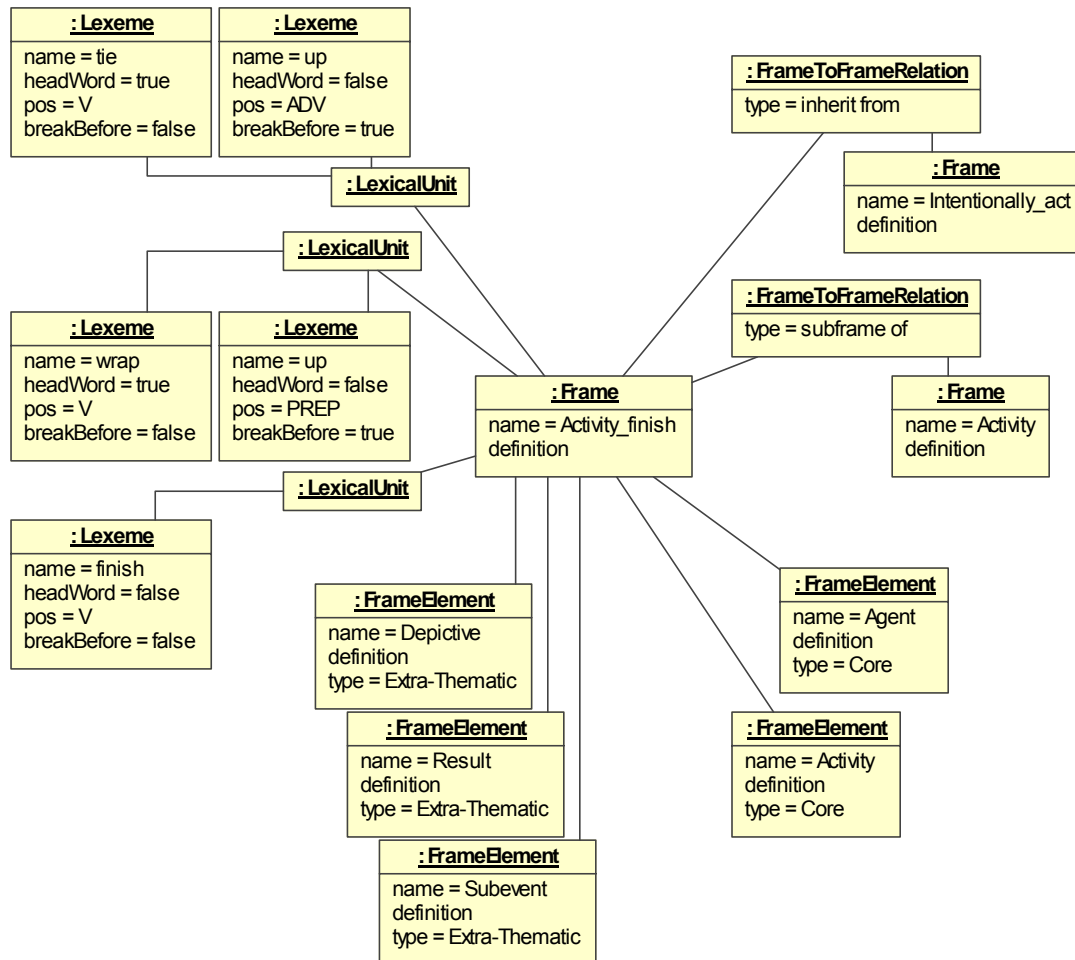 : Lexeme
name = tie
headWord = true
pos = V
breakBefore = false
: Lexeme
name = up
headWord = false
pos = ADV
breakBefore = true
: LexicalUnit
: FrameToFrameRelation
type = inherit from
: Frame
name = Intentionally_act
definition
: LexicalUnit
: Lexeme
name = wrap
headWord = true
pos = V
breakBefore = false
: Lexeme
name = up
headWord = false
pos = PREP
breakBefore = true
: FrameToFrameRelation
type = subframe of
: Frame
name = Activity
definition
: Frame
name = Activity_finish
definition
: LexicalUnit
: Lexeme
name = finish
headWord = false
pos = V
breakBefore = false
: FrameElement
name = Depictive
definition
type = Extra-Thematic
: FrameElement
name = Agent
definition
type = Core
: FrameElement
name = Result
definition
type = Extra-Thematic
: FrameElement
name = Activity
definition
type = Core
: FrameElement
name = Subevent
definition
type = Extra-Thematic